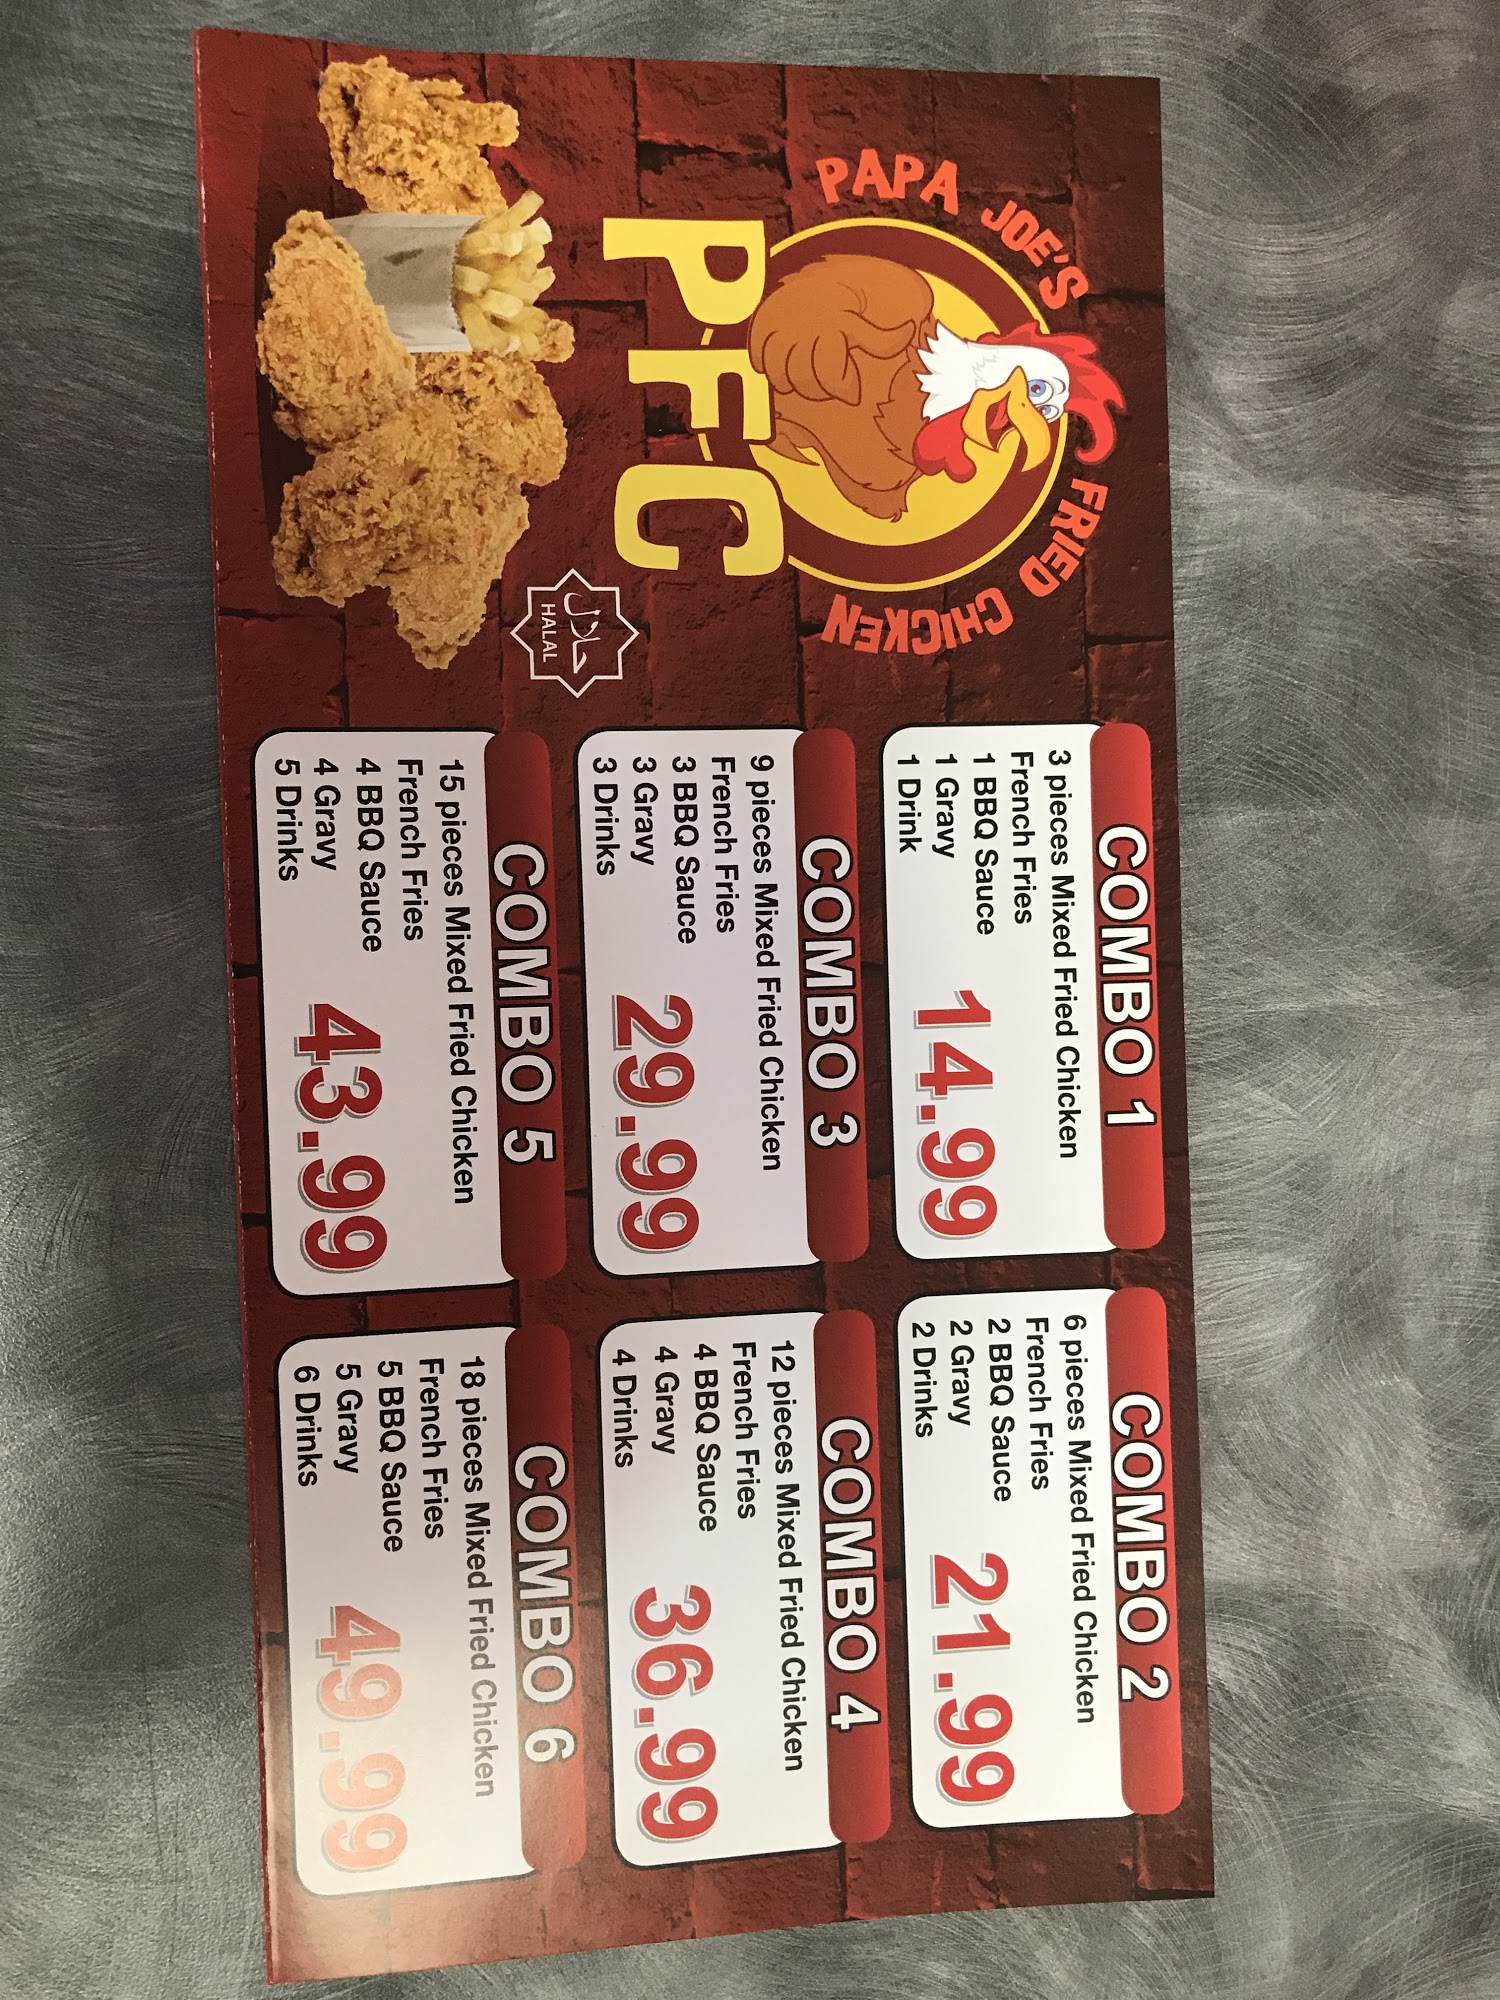 PAPA JOE'S FRIED CHICKEN
P-F-C
حلال
HALAL
COMBO 1
3 pieces Mixed Fried Chicken
French Fries
1 BBQ Sauce
1 Gravy
1 Drink
14.99
COMBO 2
6 pieces Mixed Fried Chicken
French Fries
2 BBQ Sauce
2 Gravy
2 Drinks
21.99
COMBO 3
9 pieces Mixed Fried Chicken
French Fries
3 BBQ Sauce
3 Gravy
3 Drinks
29.99
COMBO 4
12 pieces Mixed Fried Chicken
French Fries
4 BBQ Sauce
4 Gravy
4 Drinks
36.99
COMBO 5
15 pieces Mixed Fried Chicken
French Fries
4 BBQ Sauce
4 Gravy
5 Drinks
43.99
COMBO 6
18 pieces Mixed Fried Chicken
French Fries
5 BBQ Sauce
5 Gravy
6 Drinks
49.99